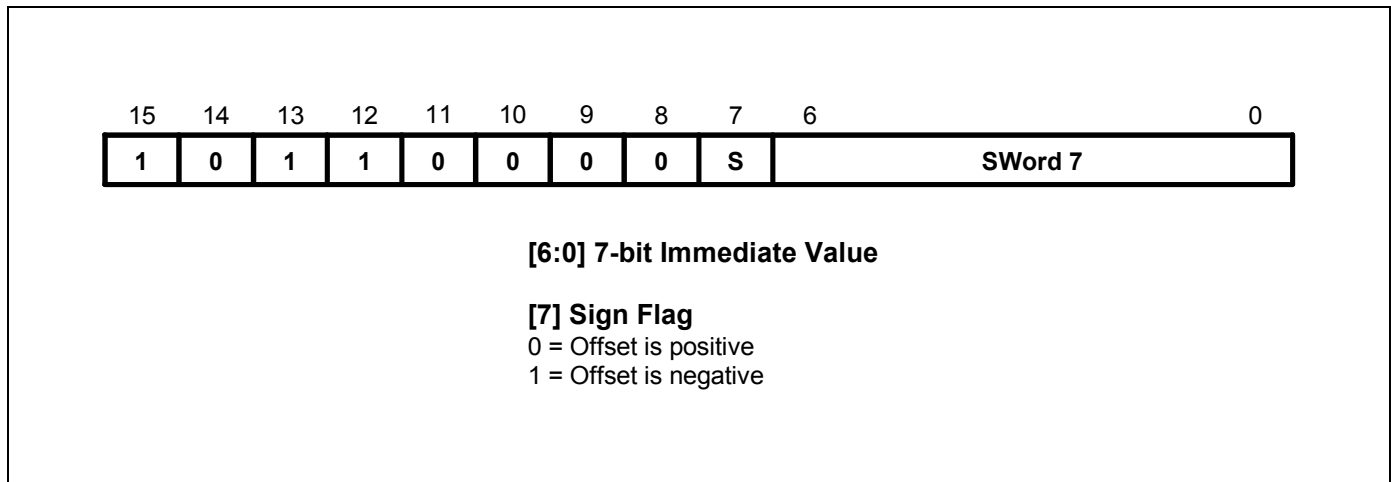 15 14 13 12 11 10 9 8 7 6 0
1 0 1 1 0 0 0 0 S SWord 7
[6:0] 7-bit Immediate Value
[7] Sign Flag
0 = Offset is positive
1 = Offset is negative